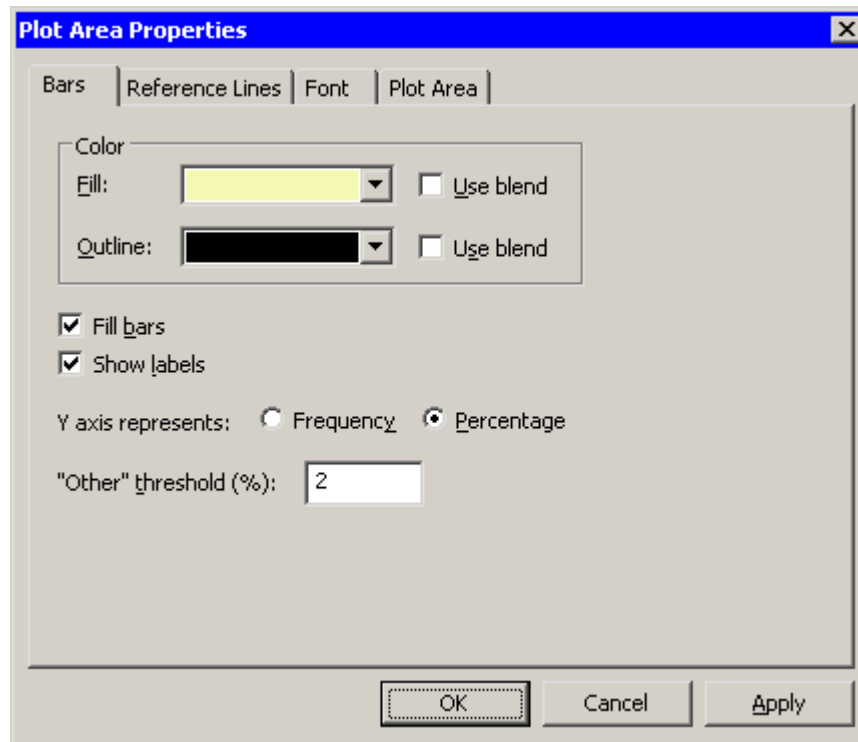 Plot Area Properties
Bars Reference Lines Font Plot Area
Color
Fill: Use blend
Outline: Use blend
Fill bars
Show labels
Y axis represents: Frequency Percentage
"Other" threshold (%): 2
OK Cancel Apply